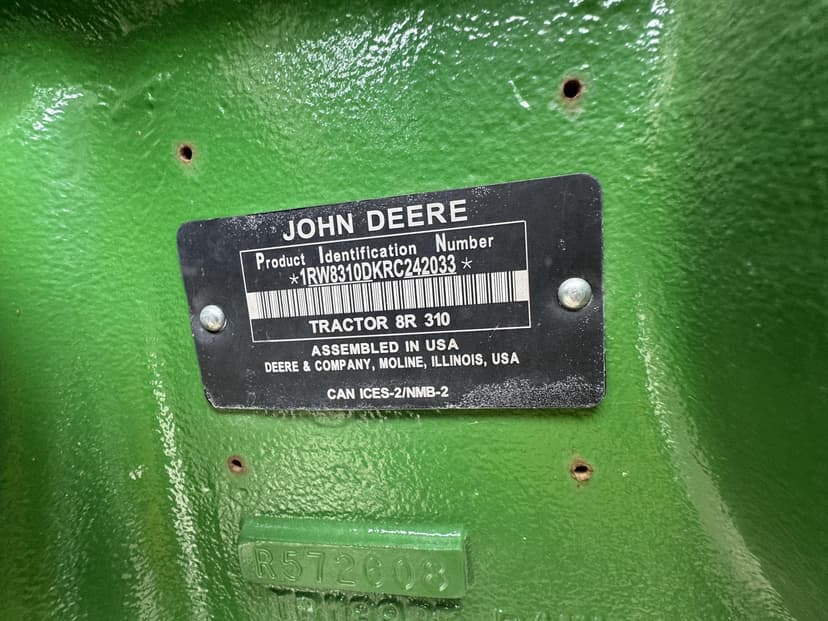 JOHN DEERE
Product Identification Number
*1RW8310DKRC242033*
TRACTOR 8R 310
ASSEMBLED IN USA
DEERE & COMPANY, MOLINE, ILLINOIS, USA
CAN ICES-2/NMB-2
R572608